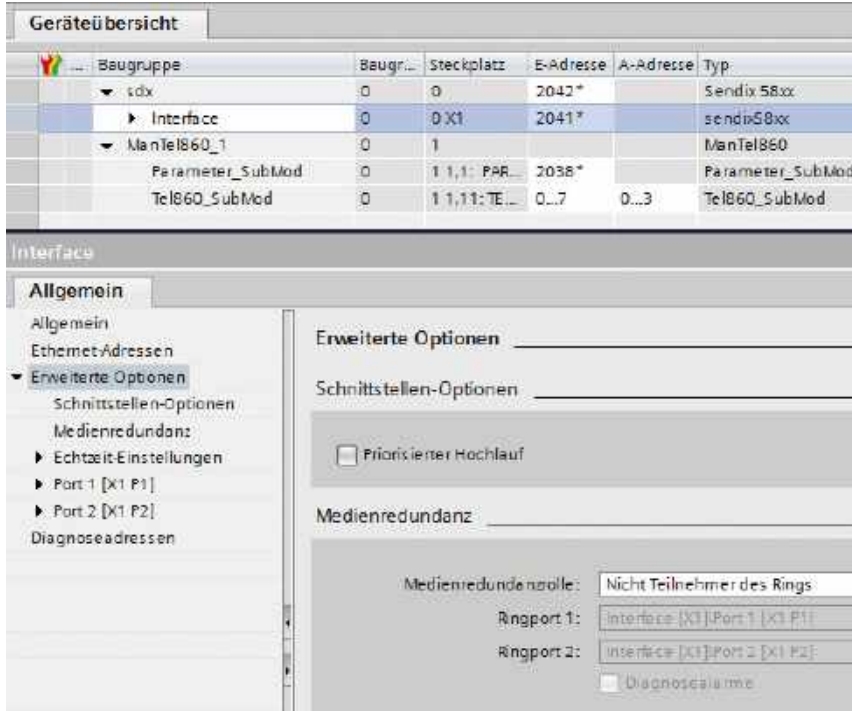 Geräteübersicht
... Baugruppe Baugr... Steckplatz E-Adresse A-Adresse Typ
sdx 0 0 2042* Sendix 58xx
Interface 0 0 X1 2041* sendix58xx
ManTel860_1 0 1 ManTel860
Parameter_SubMod 0 1 1,1: PAR... 2038* Parameter_SubMod
Tel860_SubMod 0 1 1,11: TE... 0...7 0...3 Tel860_SubMod
Interface
Allgemein
Allgemein
Ethernet-Adressen
Erweiterte Optionen
Schnittstellen-Optionen
Medienredundanz
Echtzeit-Einstellungen
Port 1 [X1 P1]
Port 2 [X1 P2]
Diagnoseadressen
Erweiterte Optionen
Schnittstellen-Optionen
Priorisierter Hochlauf
Medienredundanz
Medienredundanzrolle: Nicht Teilnehmer des Rings
Ringport 1: Interface [X1]\Port 1 [X1 P1]
Ringport 2: Interface [X1]\Port 2 [X1 P2]
Diagnosealarme